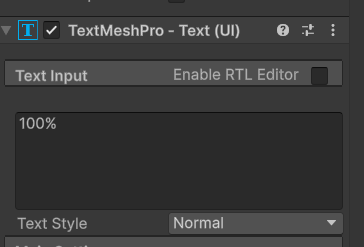 TextMeshPro - Text (UI)
Text Input Enable RTL Editor
100%
Text Style Normal